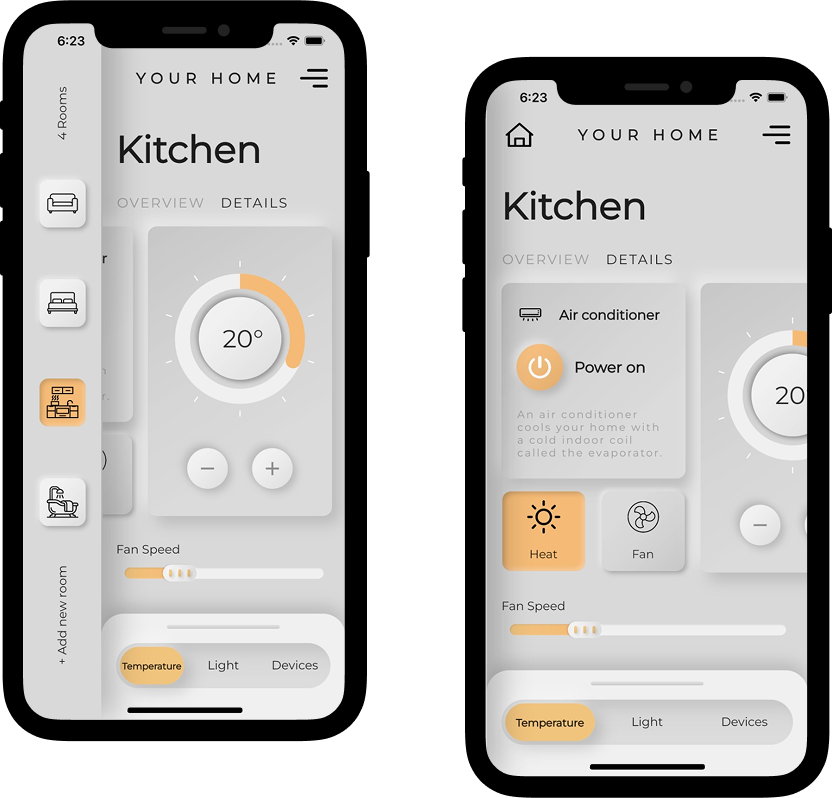 6:23
4 Rooms
YOUR HOME
Kitchen
OVERVIEW DETAILS
r
20°
Fan Speed
+ Add new room
Temperature Light Devices
6:23
YOUR HOME
Kitchen
OVERVIEW DETAILS
Air conditioner
Power on
An air conditioner
cools your home with
a cold indoor coil
called the evaporator.
20
Heat Fan
Fan Speed
Temperature Light Devices